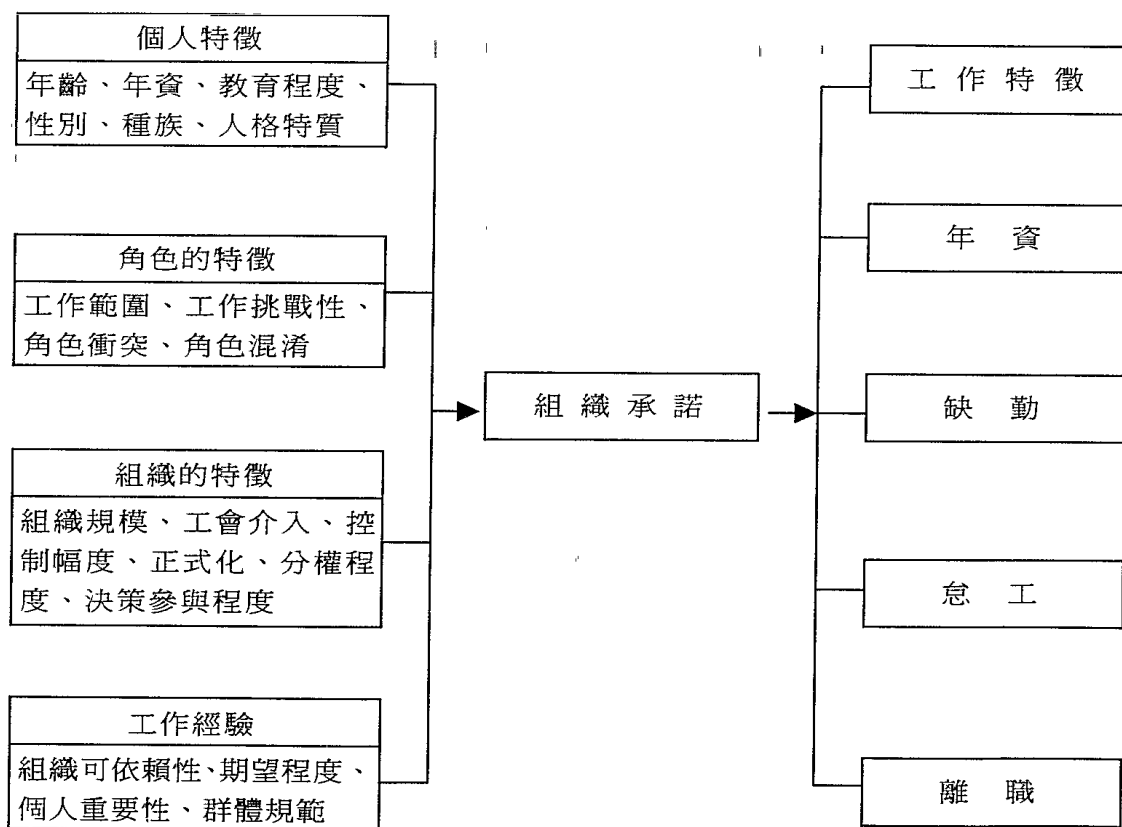 個人特徵
年齡、年資、教育程度、
性別、種族、人格特質
角色的特徵
工作範圍、工作挑戰性、
角色衝突、角色混淆
組織的特徵
組織規模、工會介入、控
制幅度、正式化、分權程
度、決策參與程度
工作經驗
組織可依賴性、期望程度、
個人重要性、群體規範
組織承諾
工作特徵
年資
缺勤
怠工
離職